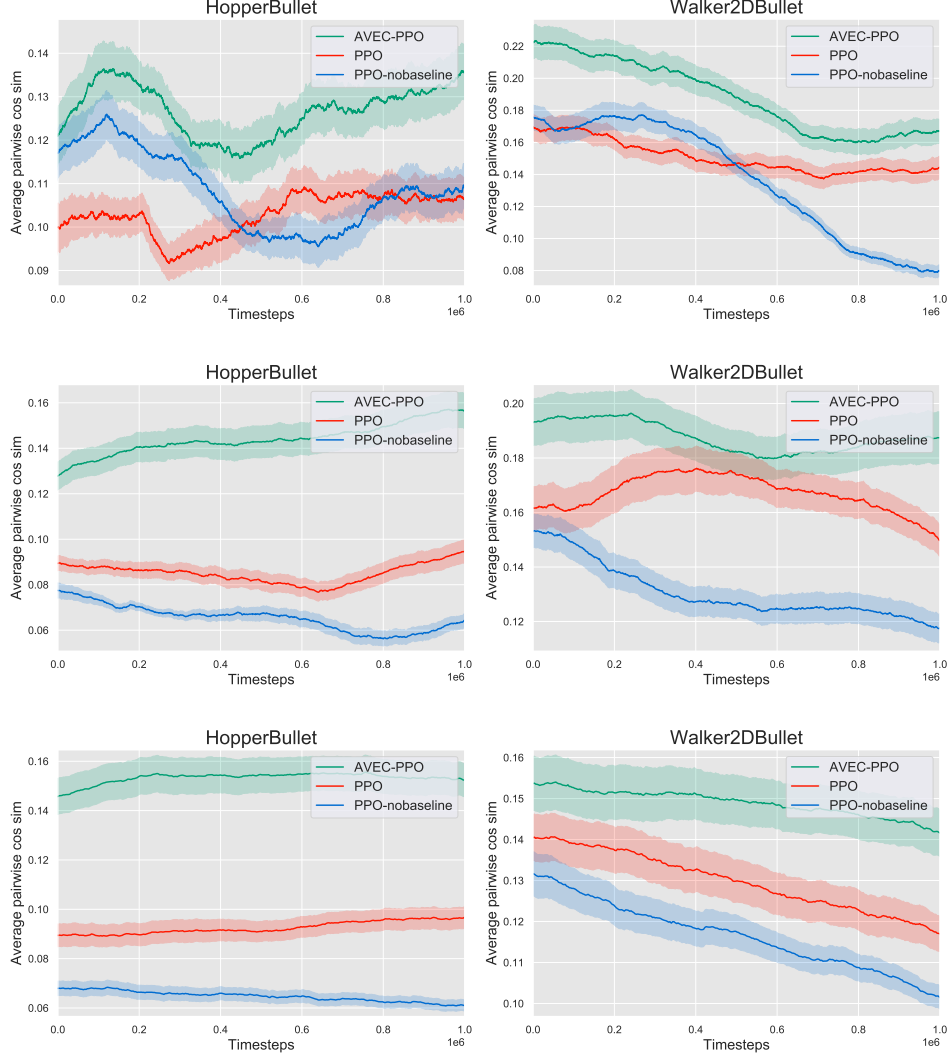 HopperBullet
Average pairwise cos sim
0.14
0.13
0.12
0.11
0.10
0.09
AVEC-PPO
PPO
PPO-nobaseline
0.0 0.2 0.4 0.6 0.8 1.0
1e6
Timesteps
Walker2DBullet
Average pairwise cos sim
0.22
0.20
0.18
0.16
0.14
0.12
0.10
0.08
AVEC-PPO
PPO
PPO-nobaseline
0.0 0.2 0.4 0.6 0.8 1.0
1e6
Timesteps
HopperBullet
Average pairwise cos sim
0.16
0.14
0.12
0.10
0.08
0.06
AVEC-PPO
PPO
PPO-nobaseline
0.0 0.2 0.4 0.6 0.8 1.0
1e6
Timesteps
Walker2DBullet
Average pairwise cos sim
0.20
0.18
0.16
0.14
0.12
AVEC-PPO
PPO
PPO-nobaseline
0.0 0.2 0.4 0.6 0.8 1.0
1e6
Timesteps
HopperBullet
Average pairwise cos sim
0.16
0.14
0.12
0.10
0.08
0.06
AVEC-PPO
PPO
PPO-nobaseline
0.0 0.2 0.4 0.6 0.8 1.0
1e6
Timesteps
Walker2DBullet
Average pairwise cos sim
0.16
0.15
0.14
0.13
0.12
0.11
0.10
AVEC-PPO
PPO
PPO-nobaseline
0.0 0.2 0.4 0.6 0.8 1.0
1e6
Timesteps